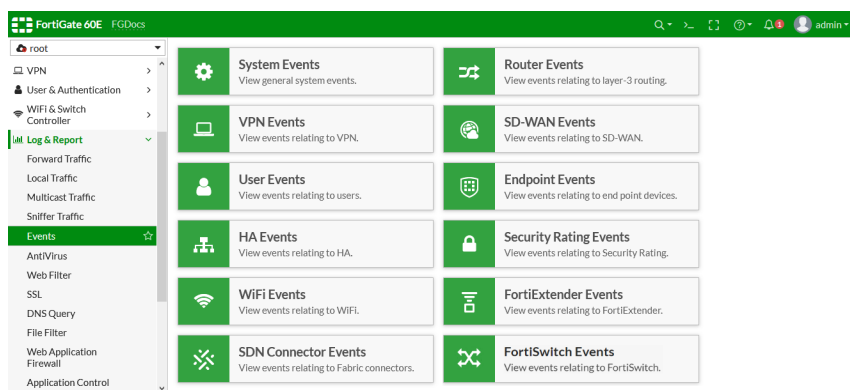 FortiGate 60E FGDocs
1
admin
root
VPN
User & Authentication
WiFi & Switch
Controller
Log & Report
Forward Traffic
Local Traffic
Multicast Traffic
Sniffer Traffic
Events
AntiVirus
Web Filter
SSL
DNS Query
File Filter
Web Application
Firewall
Application Control
System Events
View general system events.
Router Events
View events relating to layer-3 routing.
VPN Events
View events relating to VPN.
SD-WAN Events
View events relating to SD-WAN.
User Events
View events relating to users.
Endpoint Events
View events relating to end point devices.
HA Events
View events relating to HA.
Security Rating Events
View events relating to Security Rating.
WiFi Events
View events relating to WiFi.
FortiExtender Events
View events relating to FortiExtender.
SDN Connector Events
View events relating to Fabric connectors.
FortiSwitch Events
View events relating to FortiSwitch.